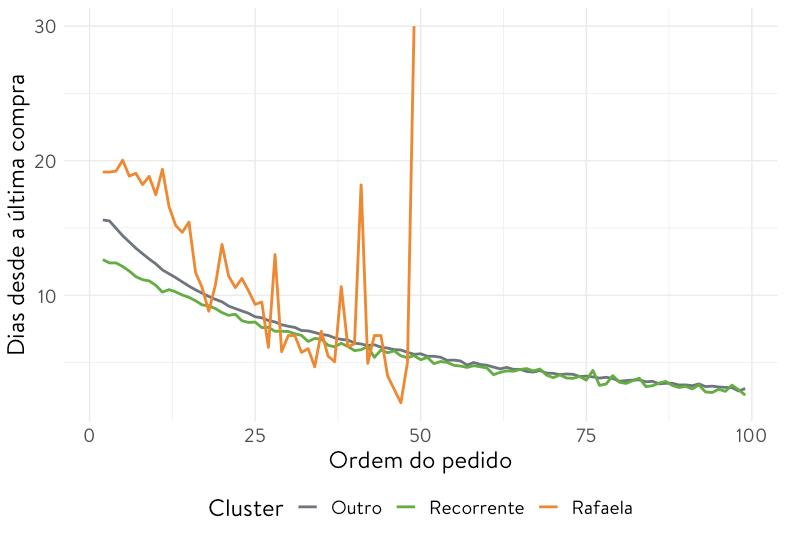 Dias desde a última compra
30
20
10
0
25
50
75
100
Ordem do pedido
Cluster Outro Recorrente Rafaela